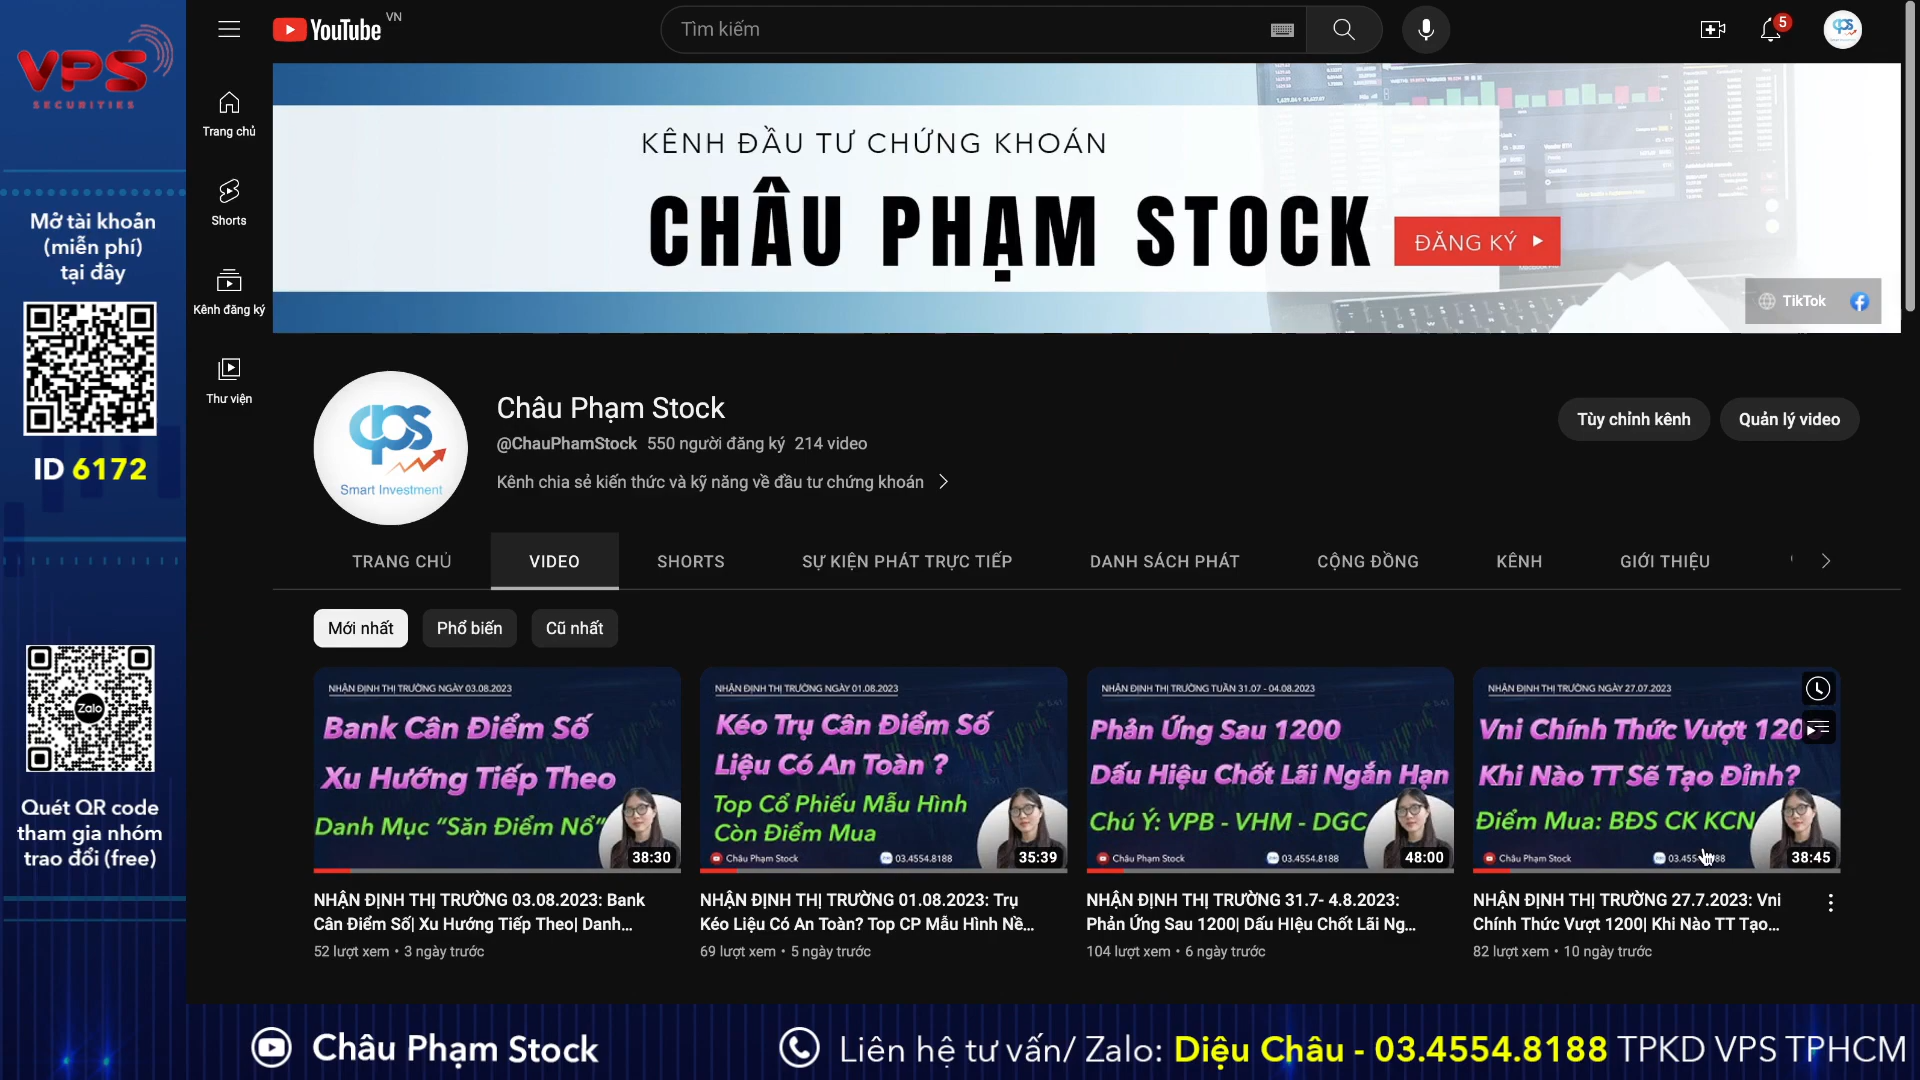 VPS
SECURITIES
Mở tài khoản
(miễn phí)
tại đây
ID 6172
Zalo
Quét QR code
tham gia nhóm
trao đổi (free)
YouTube VN
Tìm kiếm
5
Trang chủ
Shorts
Kênh đăng ký
Thư viện
KÊNH ĐẦU TƯ CHỨNG KHOÁN
CHÂU PHẠM STOCK
ĐĂNG KÝ
TikTok
cps
Smart Investment
Châu Phạm Stock
@ChauPhamStock 550 người đăng ký 214 video
Kênh chia sẻ kiến thức và kỹ năng về đầu tư chứng khoán
Tùy chỉnh kênh
Quản lý video
TRANG CHỦ VIDEO SHORTS SỰ KIỆN PHÁT TRỰC TIẾP DANH SÁCH PHÁT CỘNG ĐỒNG KÊNH GIỚI THIỆU
Mới nhất Phổ biến Cũ nhất
NHẬN ĐỊNH THỊ TRƯỜNG NGÀY 03.08.2023
Bank Cân Điểm Số
Xu Hướng Tiếp Theo
Danh Mục "Săn Điểm Nổ"
38:30
NHẬN ĐỊNH THỊ TRƯỜNG 03.08.2023: Bank
Cân Điểm Số| Xu Hướng Tiếp Theo| Danh...
52 lượt xem • 3 ngày trước
NHẬN ĐỊNH THỊ TRƯỜNG NGÀY 01.08.2023
Kéo Trụ Cân Điểm Số
Liệu Có An Toàn ?
Top Cổ Phiếu Mẫu Hình
Còn Điểm Mua
Châu Phạm Stock 03.4554.8188
35:39
NHẬN ĐỊNH THỊ TRƯỜNG 01.08.2023: Trụ
Kéo Liệu Có An Toàn? Top CP Mẫu Hình Nề...
69 lượt xem • 5 ngày trước
NHẬN ĐỊNH THỊ TRƯỜNG TUẦN 31.07 - 04.08.2023
Phản Ứng Sau 1200
Dấu Hiệu Chốt Lãi Ngắn Hạn
Chú Ý: VPB - VHM - DGC
Châu Phạm Stock 03.4554.8188
48:00
NHẬN ĐỊNH THỊ TRƯỜNG 31.7- 4.8.2023:
Phản Ứng Sau 1200| Dấu HIệu Chốt Lãi Ng...
104 lượt xem • 6 ngày trước
NHẬN ĐỊNH THỊ TRƯỜNG NGÀY 27.07.2023
Vni Chính Thức Vượt 120
Khi Nào TT Sẽ Tạo Đỉnh?
Điểm Mua: BĐS CK KCN
Châu Phạm Stock
38:45
NHẬN ĐỊNH THỊ TRƯỜNG 27.7.2023: Vni
Chính Thức Vượt 1200| Khi Nào TT Tạo...
82 lượt xem • 10 ngày trước
Châu Phạm Stock
Liên hệ tư vấn/ Zalo: Diệu Châu - 03.4554.8188 TPKD VPS TPHCM